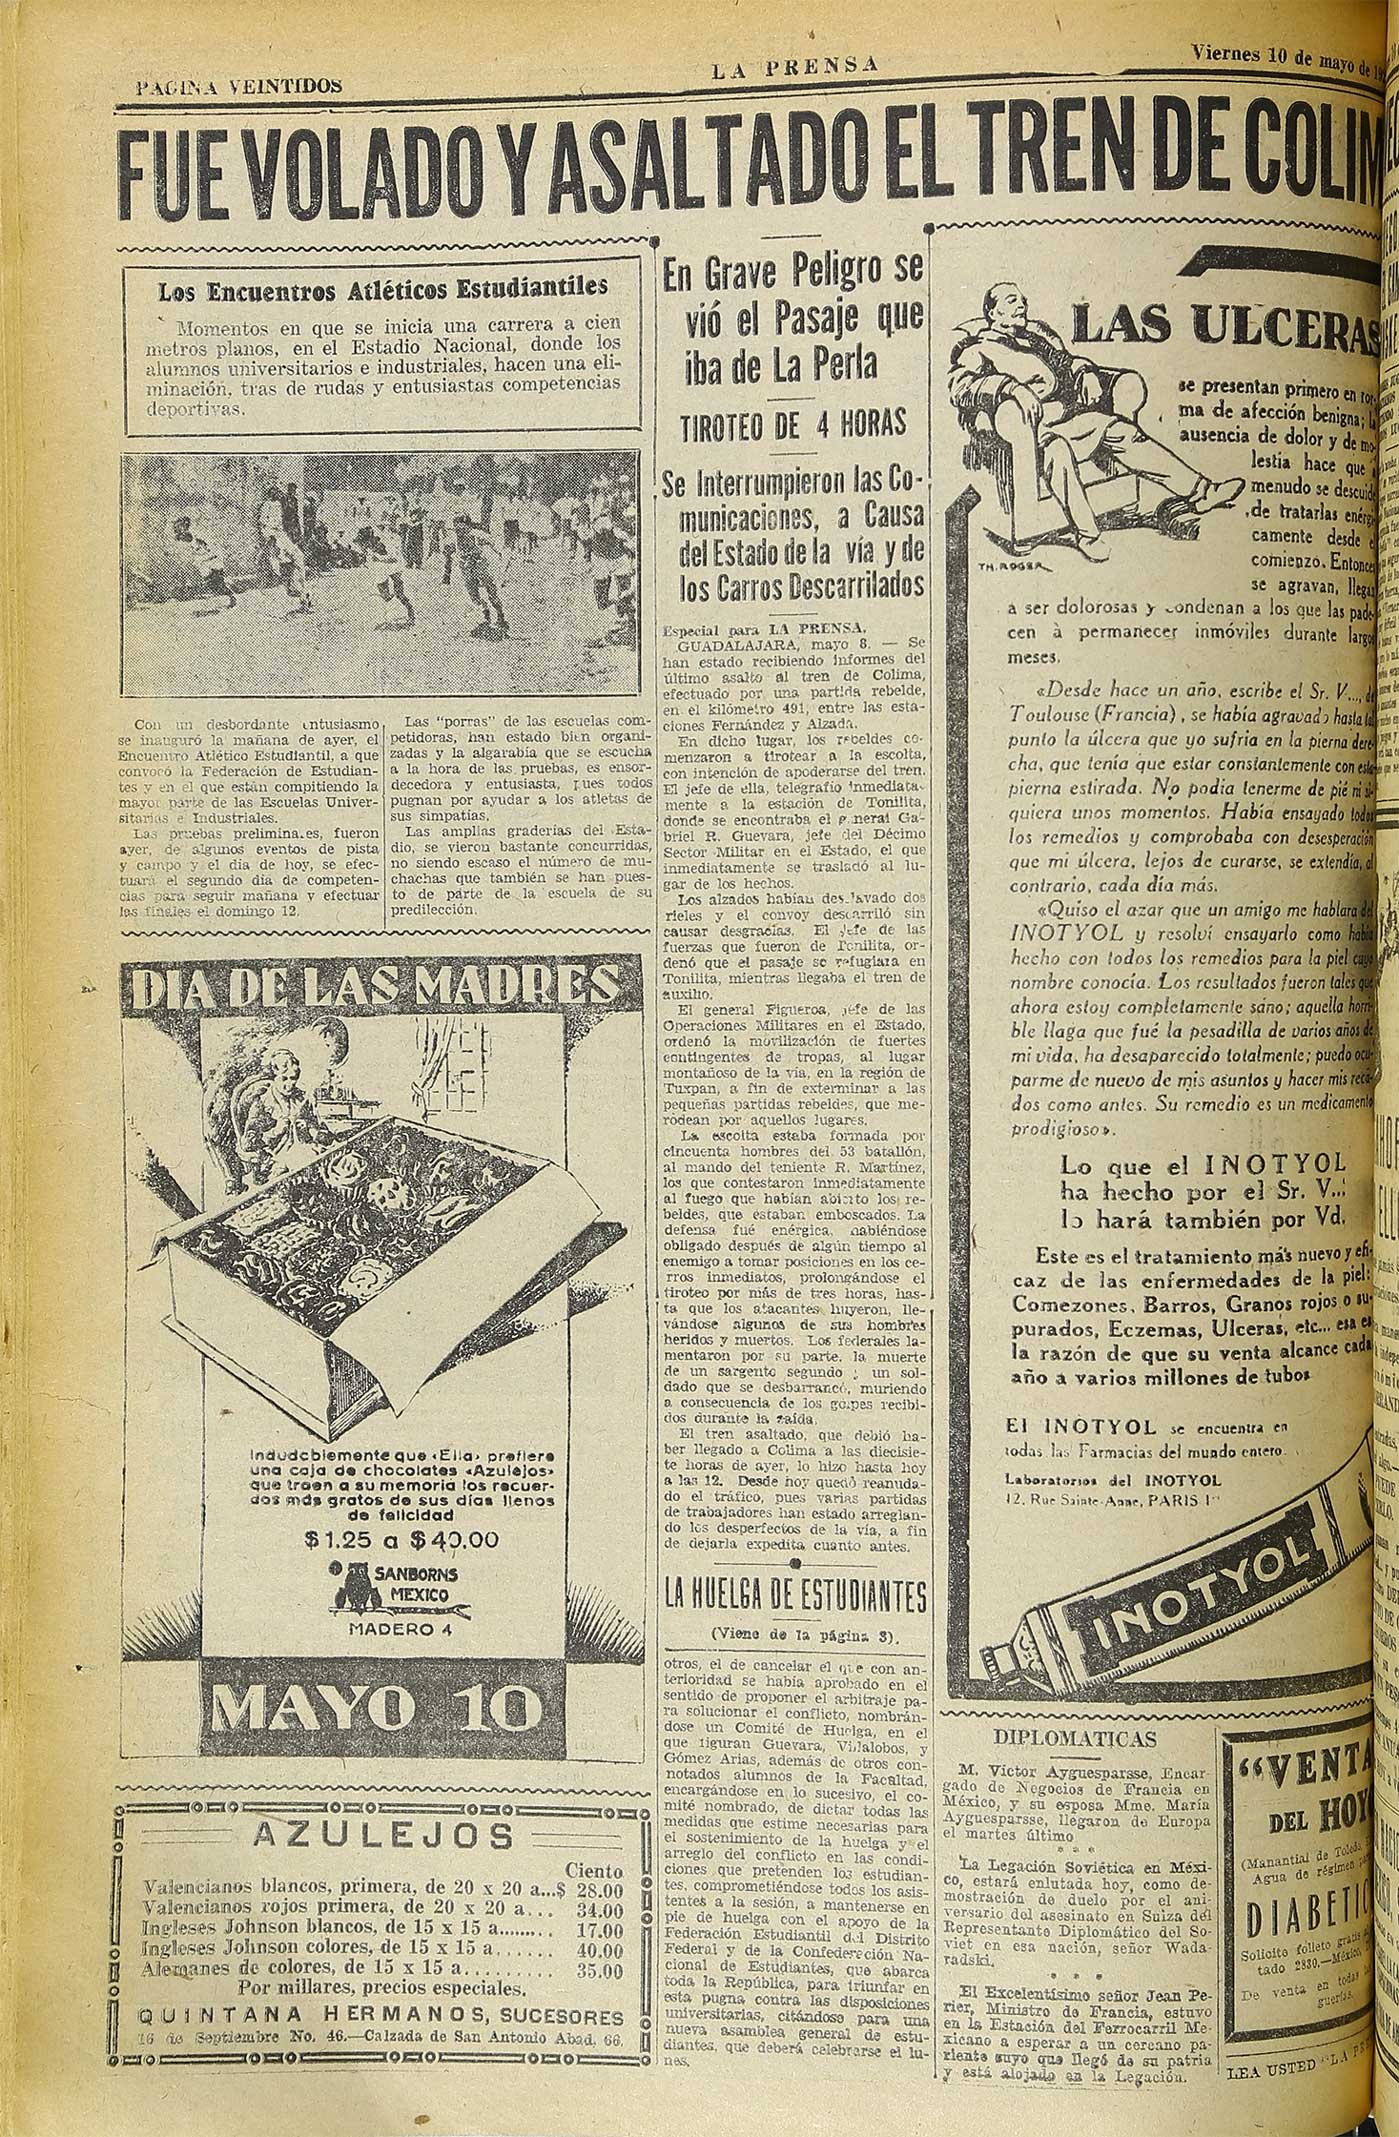 PAGINA VEINTIDOS
LA PRENSA
Viernes 10 de mayo de
FUE VOLADO Y ASALTADO EL TREN DE COLIM
Los Encuentros Atléticos Estudiantiles
Momentos en que se inicia una carrera a cien
metros planos, en el Estadio Nacional, donde los
alumnos universitarios e industriales, hacen una eli-
minación, tras de rudas y entusiastas competencias
deportivas.
Con un desbordante entusiasmo
se inauguró la mañana de ayer, el
Encuentro Atlético Estudiantil, a que
convocó la Federación de Estudian-
tes y en el que están compitiendo la
mayor parte de las Escuelas Univer-
sitarias e Industriales.
Las pruebas preliminares, fueron
ayer, de algunos eventos de pista
y campo y el día de hoy, se efec-
tuará el segundo día de competen-
cias para seguir mañana y efectuar
las finales el domingo 12.
Las "porras" de las escuelas com-
petidoras, han estado bien organi-
zadas y la algarabía que se escucha
a la hora de las pruebas, es ensor-
decedora y entusiasta, pues todos
pugnan por ayudar a los atletas de
sus simpatías.
Las amplias graderías del Esta-
dio, se vieron bastante concurridas,
no siendo escaso el número de mu-
chachas que también se han pues-
to de parte de la escuela de su
predilección.
DIA DE LAS MADRES
Indudablemente que «Ella» prefiere
una caja de chocolates «Azulejos»
que traen a su memoria los recuer-
dos más gratos de sus días llenos
de felicidad
$1.25 a $40.00
SANBORNS
MEXICO
MADERO 4
MAYO 10
AZULEJOS
Ciento
Valencianos blancos, primera, de 20 x 20 a...$ 28.00
Valencianos rojos primera, de 20 x 20 a... 34.00
Ingleses Johnson blancos, de 15 x 15 a........ 17.00
Ingleses Johnson colores, de 15 x 15 a...... 40.00
Alemanes de colores, de 15 x 15 a......... 35.00
Por millares, precios especiales.
QUINTANA HERMANOS, SUCESORES
16 de Septiembre No. 46.—Calzada de San Antonio Abad, 66.
En Grave Peligro se
vió el Pasaje que
iba de La Perla
TIROTEO DE 4 HORAS
Se Interrumpieron las Co-
municaciones, a Causa
del Estado de la vía y de
los Carros Descarrilados
Especial para LA PRENSA.
GUADALAJARA, mayo 8. — Se
han estado recibiendo informes del
último asalto al tren de Colima,
efectuado por una partida rebelde,
en el kilómetro 491, entre las esta-
ciones Fernández y Alzada.
En dicho lugar, los rebeldes co-
menzaron a tirotear a la escolta,
con intención de apoderarse del tren.
El jefe de ella, telegrafió inmediata-
mente a la estación de Tonilita,
donde se encontraba el general Ga-
briel R. Guevara, jefe del Décimo
Sector Militar en el Estado, el que
inmediatamente se trasladó al lu-
gar de los hechos.
Los alzados habían desclavado dos
rieles y el convoy descarriló sin
causar desgracias. El jefe de las
fuerzas que fueron de Tonilita, or-
denó que el pasaje se refugiara en
Tonilita, mientras llegaba el tren de
auxilio.
El general Figueroa, jefe de las
Operaciones Militares en el Estado,
ordenó la movilización de fuertes
contingentes de tropas, al lugar
montañoso de la vía, en la región de
Tuxpan, a fin de exterminar a las
pequeñas partidas rebeldes, que me-
rodean por aquellos lugares.
La escolta estaba formada por
cincuenta hombres del 53 batallón,
al mando del teniente R. Martínez,
los que contestaron inmediatamente
al fuego que habían abierto los re-
beldes, que estaban emboscados. La
defensa fué enérgica, habiéndose
obligado después de algún tiempo al
enemigo a tomar posiciones en los ce-
rros inmediatos, prolongándose el
tiroteo por más de tres horas, has-
ta que los atacantes huyeron, lle-
vándose algunos de sus hombres
heridos y muertos. Los federales la-
mentaron por su parte, la muerte
de un sargento segundo y un sol-
dado que se desbarrancó, muriendo
a consecuencia de los golpes recibi-
dos durante la caída.
El tren asaltado, que debió ha-
ber llegado a Colima a las diecisie-
te horas de ayer, lo hizo hasta hoy
a las 12. Desde hoy quedó reanuda-
do el tráfico, pues varias partidas
de trabajadores han estado arreglan-
do los desperfectos de la vía, a fin
de dejarla expedita cuanto antes.
LA HUELGA DE ESTUDIANTES
(Viene de la página 3).
otros, el de cancelar el que con an-
terioridad se había aprobado en el
sentido de proponer el arbitraje pa-
ra solucionar el conflicto, nombrán-
dose un Comité de Huelga, en el
que figuran Guevara, Villalobos, y
Gómez Arias, además de otros con-
notados alumnos de la Facultad,
encargándose en lo sucesivo, el co-
mité nombrado, de dictar todas las
medidas que estime necesarias para
el sostenimiento de la huelga y el
arreglo del conflicto en las condi-
ciones que pretenden los estudian-
tes, comprometiéndose todos los asis-
tentes a la sesión, a mantenerse en
pie de huelga con el apoyo de la
Federación Estudiantil del Distrito
Federal y de la Confederación Na-
cional de Estudiantes, que abarca
toda la República, para triunfar en
esta pugna contra las disposiciones
universitarias, citándose para una
nueva asamblea general de estu-
diantes, que deberá celebrarse el lu-
nes.
LAS ULCERAS
TH. ROGER
se presentan primero en for-
ma de afección benigna; la
ausencia de dolor y de mo-
lestia hace que a
menudo se descuide
de tratarlas enérgi-
camente desde el
comienzo. Entonces
se agravan, llegan
a ser dolorosas y condenan a los que las pade-
cen à permanecer inmóviles durante largos
meses.
«Desde hace un año, escribe el Sr. V..., de
Toulouse (Francia), se había agravado hasta tal
punto la úlcera que yo sufría en la pierna dere-
cha, que tenía que estar constantemente con esta
pierna estirada. No podía tenerme de pié ni si-
quiera unos momentos. Había ensayado todos
los remedios y comprobaba con desesperación
que mi úlcera, lejos de curarse, se extendía, al
contrario, cada día más.
«Quiso el azar que un amigo me hablara del
INOTYOL y resolví ensayarlo como había
hecho con todos los remedios para la piel cuyo
nombre conocía. Los resultados fueron tales que
ahora estoy completamente sano; aquella horri-
ble llaga que fué la pesadilla de varios años de
mi vida, ha desaparecido totalmente; puedo ocu-
parme de nuevo de mis asuntos y hacer mis reca-
dos como antes. Su remedio es un medicamento
prodigioso».
Lo que el INOTYOL
ha hecho por el Sr. V...
lo hará también por Vd.
Este es el tratamiento más nuevo y efi-
caz de las enfermedades de la piel:
Comezones, Barros, Granos rojos o su-
purados, Eczemas, Ulceras, etc... esa es
la razón de que su venta alcance cada
año a varios millones de tubos
El INOTYOL se encuentra en
todas las Farmacias del mundo entero.
Laboratorios del INOTYOL
12, Rue Sainte-Anne, PARIS 1er
INOTYOL
DIPLOMATICAS
M. Victor Ayguesparsse, Encar-
gado de Negocios de Francia en
México, y su esposa Mme. María
Ayguesparsse, llegaron de Europa
el martes último
* * *
La Legación Soviética en Méxi-
co, estará enlutada hoy, como de-
mostración de duelo por el ani-
versario del asesinato en Suiza del
Representante Diplomático del So-
viet en esa nación, señor Wada-
radski.
* * *
El Excelentísimo señor Jean Pe-
rier, Ministro de Francia, estuvo
en la Estación del Ferrocarril Me-
xicano a esperar a un cercano pa-
riente suyo que llegó de su patria
y está alojado en la Legación.
"VENTA
DEL HOYO
(Manantial de Toledo
Agua de régimen
DIABETIC
Solicite folleto gratis
tado 2830.—México
De venta en todas
guerías.
LEA USTED "LA PRE